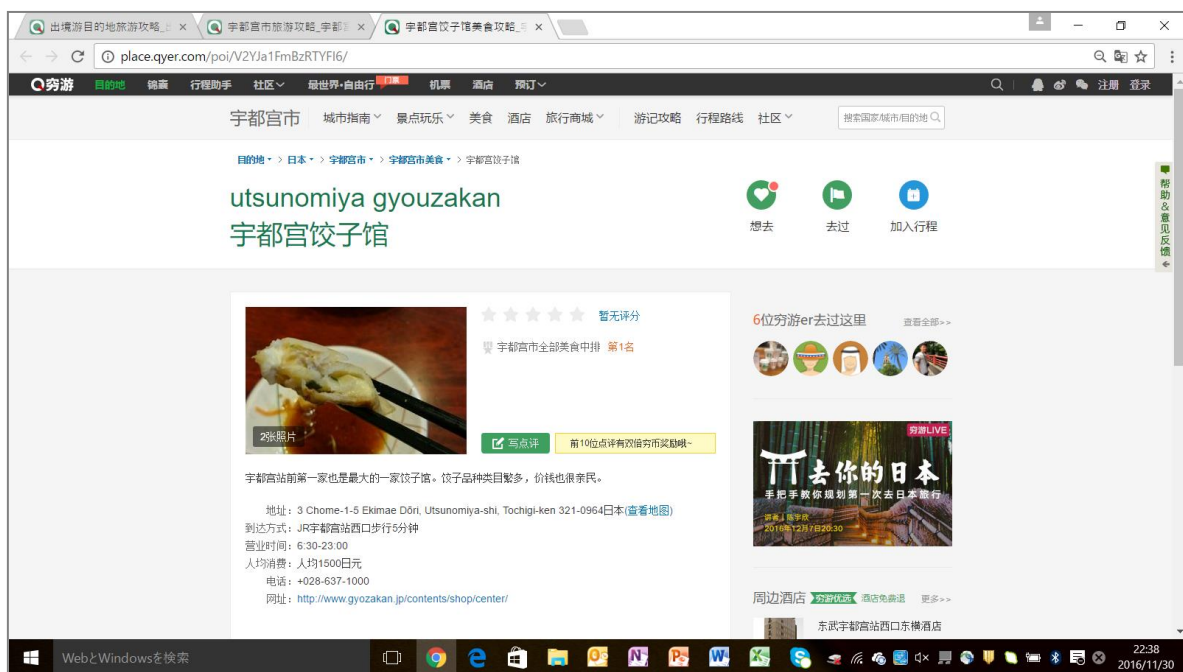 出境游目的地旅游攻略_
宇都宫市旅游攻略_宇都
宇都宫饺子馆美食攻略_
place.qyer.com/poi/V2YJa1FmBzRTYFI6/
穷游 目的地 锦囊 行程助手 社区 最世界·自由行 门票 机票 酒店 预订 注册 登录
宇都宫市 城市指南 景点玩乐 美食 酒店 旅行商城 游记攻略 行程路线 社区 搜索国家/城市/目的地
目的地 > 日本 > 宇都宫市 > 宇都宫市美食 > 宇都宫饺子馆
utsunomiya gyouzakan
宇都宫饺子馆
想去 去过 加入行程
帮助&意见反馈
暂无评分
宇都宫市全部美食中排 第1名
2张照片
写点评 前10位点评有双倍穷币奖励哦~
宇都宫站前第一家也是最大的一家饺子馆。饺子品种类目繁多，价钱也很亲民。
地址：3 Chome-1-5 Ekimae Dōri, Utsunomiya-shi, Tochigi-ken 321-0964日本(查看地图)
到达方式：JR宇都宫站西口步行5分钟
营业时间：6:30-23:00
人均消费：人均1500日元
电话：+028-637-1000
网址：http://www.gyozakan.jp/contents/shop/center/
6位穷游er去过这里 查看全部>>
穷游LIVE
去你的日本
手把手教你规划第一次去日本旅行
2016年12月7日20:30
周边酒店 穷游优选 酒店免费退 更多>>
东武宇都宫站西口东横酒店
WebとWindowsを検索
22:38
2016/11/30